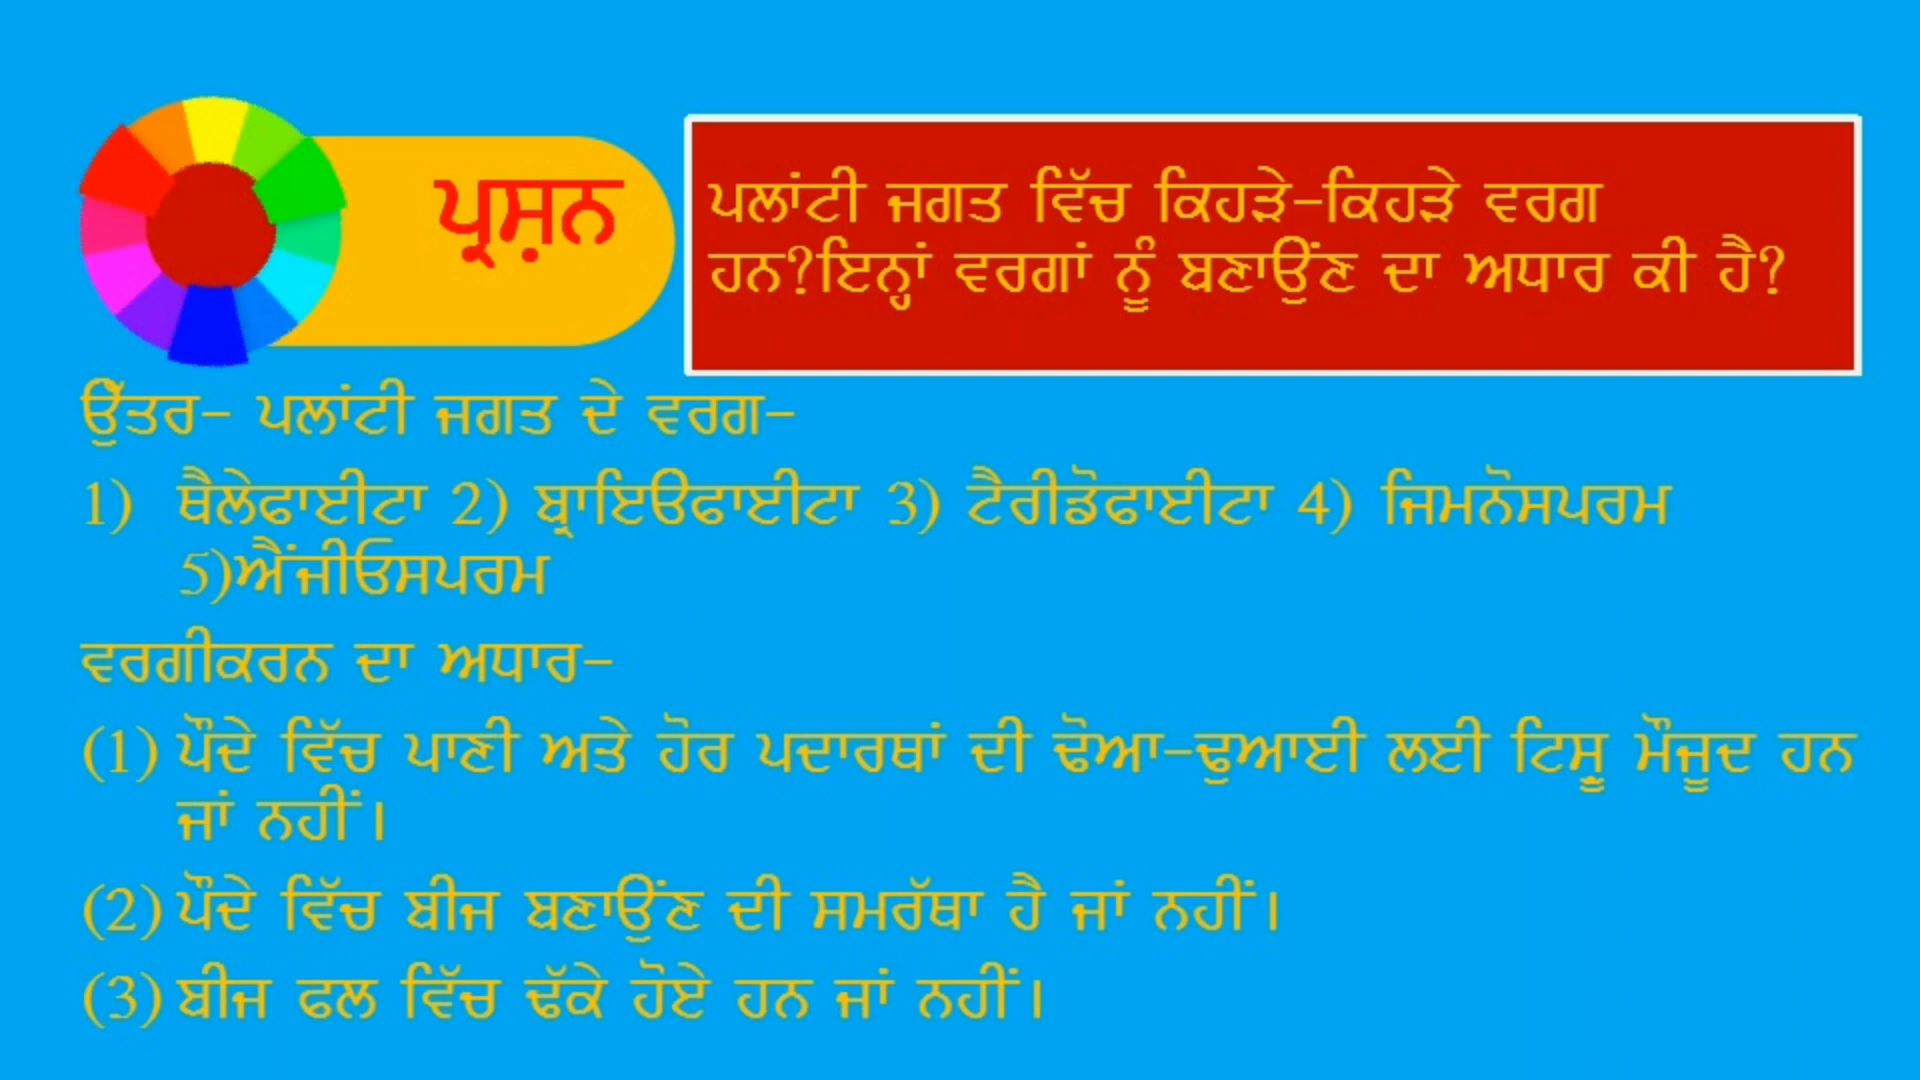 ਪ੍ਰਸ਼ਨ
ਪਲਾਂਟੀ ਜਗਤ ਵਿੱਚ ਕਿਹੜੇ-ਕਿਹੜੇ ਵਰਗ
ਹਨ?ਇਨ੍ਹਾਂ ਵਰਗਾਂ ਨੂੰ ਬਣਾਉਂਣ ਦਾ ਅਧਾਰ ਕੀ ਹੈ?
ਉੱਤਰ- ਪਲਾਂਟੀ ਜਗਤ ਦੇ ਵਰਗ-
1) ਥੈਲੇਫਾਈਟਾ 2) ਬ੍ਰਾਇਓਫਾਈਟਾ 3) ਟੈਰੀਡੋਫਾਈਟਾ 4) ਜਿਮਨੋਸਪਰਮ
5)ਐਂਜੀਓਸਪਰਮ
ਵਰਗੀਕਰਨ ਦਾ ਅਧਾਰ-
(1) ਪੌਦੇ ਵਿੱਚ ਪਾਣੀ ਅਤੇ ਹੋਰ ਪਦਾਰਥਾਂ ਦੀ ਢੋਆ-ਢੁਆਈ ਲਈ ਟਿਸ਼ੂ ਮੌਜੂਦ ਹਨ
ਜਾਂ ਨਹੀਂ।
(2) ਪੌਦੇ ਵਿੱਚ ਬੀਜ ਬਣਾਉਂਣ ਦੀ ਸਮਰੱਥਾ ਹੈ ਜਾਂ ਨਹੀਂ।
(3) ਬੀਜ ਫਲ ਵਿੱਚ ਢੱਕੇ ਹੋਏ ਹਨ ਜਾਂ ਨਹੀਂ।